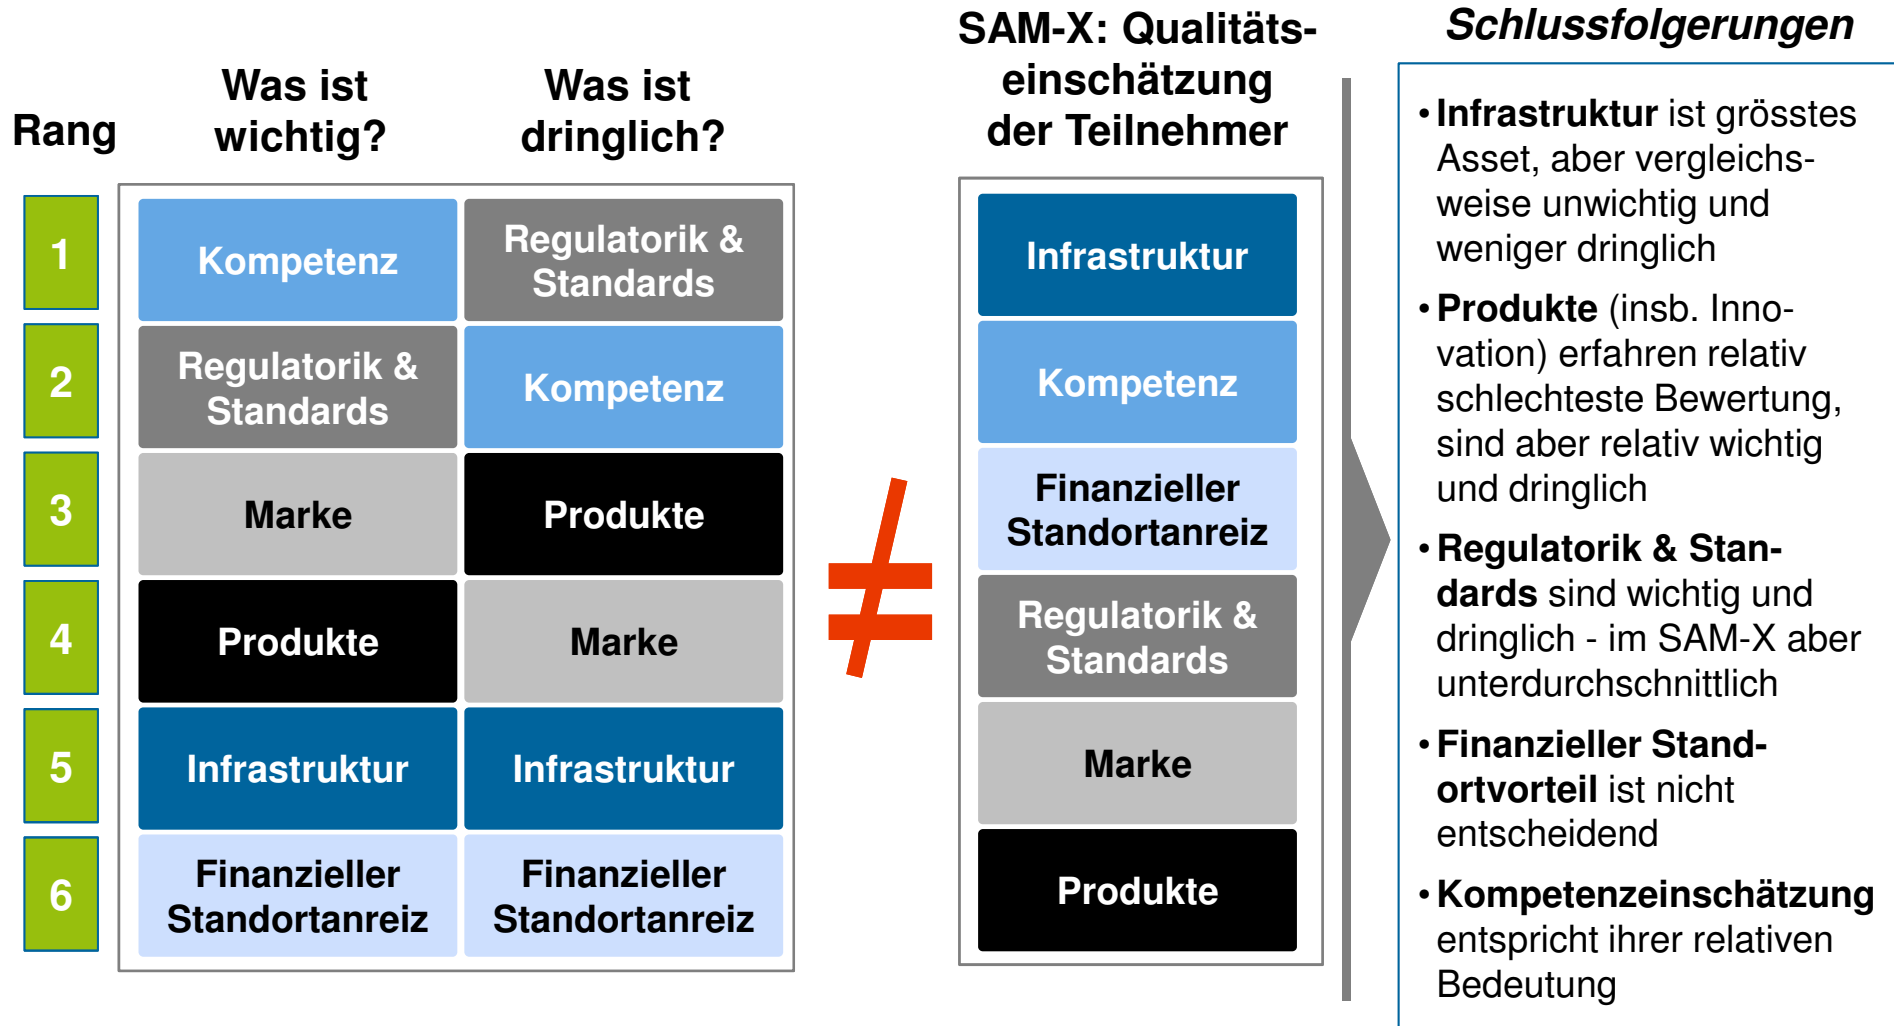 Rang
Was ist
wichtig?
Was ist
dringlich?
SAM-X: Qualitäts-
einschätzung
der Teilnehmer
Schlussfolgerungen
1
Kompetenz
Regulatorik &
Standards
Infrastruktur
2
Regulatorik &
Standards
Kompetenz
Kompetenz
3
Marke
Produkte
Finanzieller
Standortanreiz
4
Produkte
Marke
Regulatorik &
Standards
5
Infrastruktur
Infrastruktur
Marke
6
Finanzieller
Standortanreiz
Finanzieller
Standortanreiz
Produkte
≠
• Infrastruktur ist grösstes
Asset, aber vergleichs-
weise unwichtig und
weniger dringlich
• Produkte (insb. Inno-
vation) erfahren relativ
schlechteste Bewertung,
sind aber relativ wichtig
und dringlich
• Regulatorik & Stan-
dards sind wichtig und
dringlich - im SAM-X aber
unterdurchschnittlich
• Finanzieller Stand-
ortvorteil ist nicht
entscheidend
• Kompetenzeinschätzung
entspricht ihrer relativen
Bedeutung